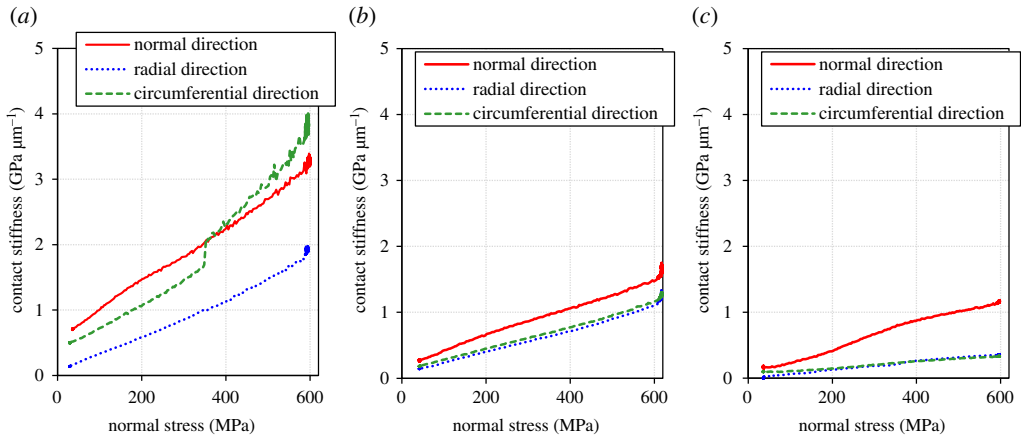 (a)
5
4
3
2
1
0
contact stiffness (GPa µm⁻¹)
normal direction
radial direction
circumferential direction
0
200
400
600
normal stress (MPa)
(b)
5
4
3
2
1
0
contact stiffness (GPa µm⁻¹)
normal direction
radial direction
circumferential direction
0
200
400
600
normal stress (MPa)
(c)
5
4
3
2
1
0
contact stiffness (GPa µm⁻¹)
normal direction
radial direction
circumferential direction
0
200
400
600
normal stress (MPa)